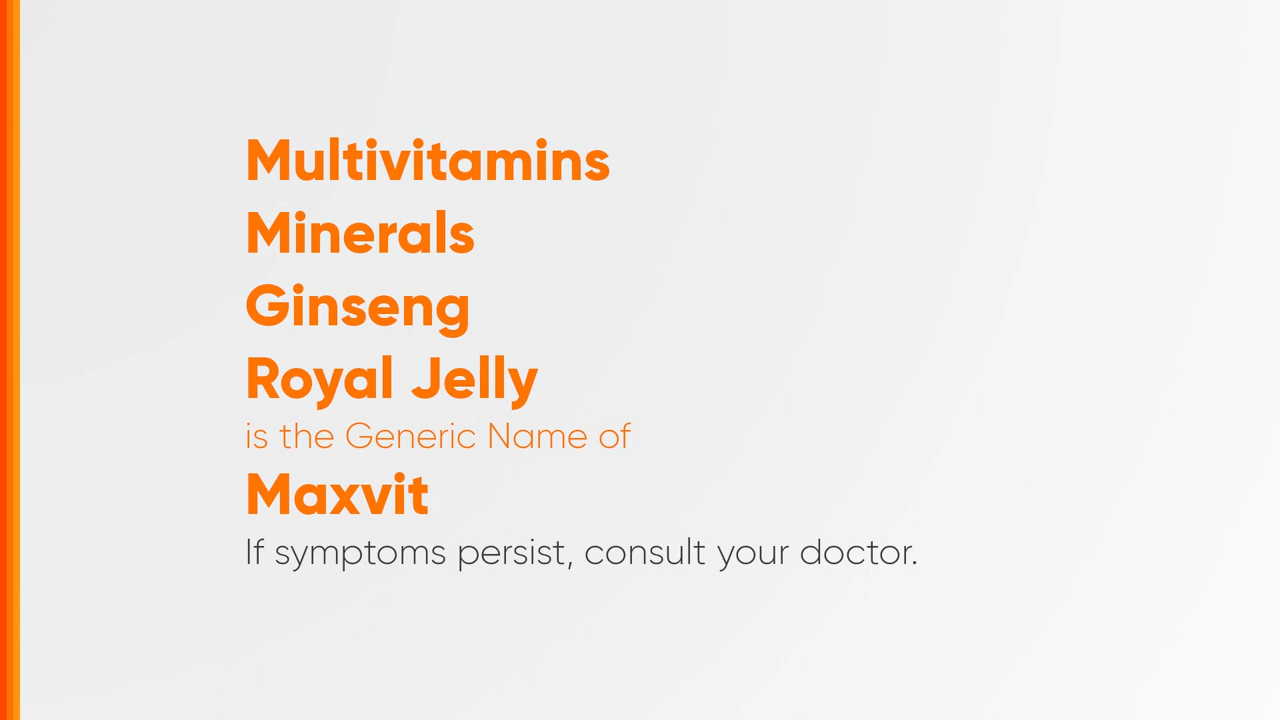 Multivitamins
Minerals
Ginseng
Royal Jelly
is the Generic Name of
Maxvit
If symptoms persist, consult your doctor.